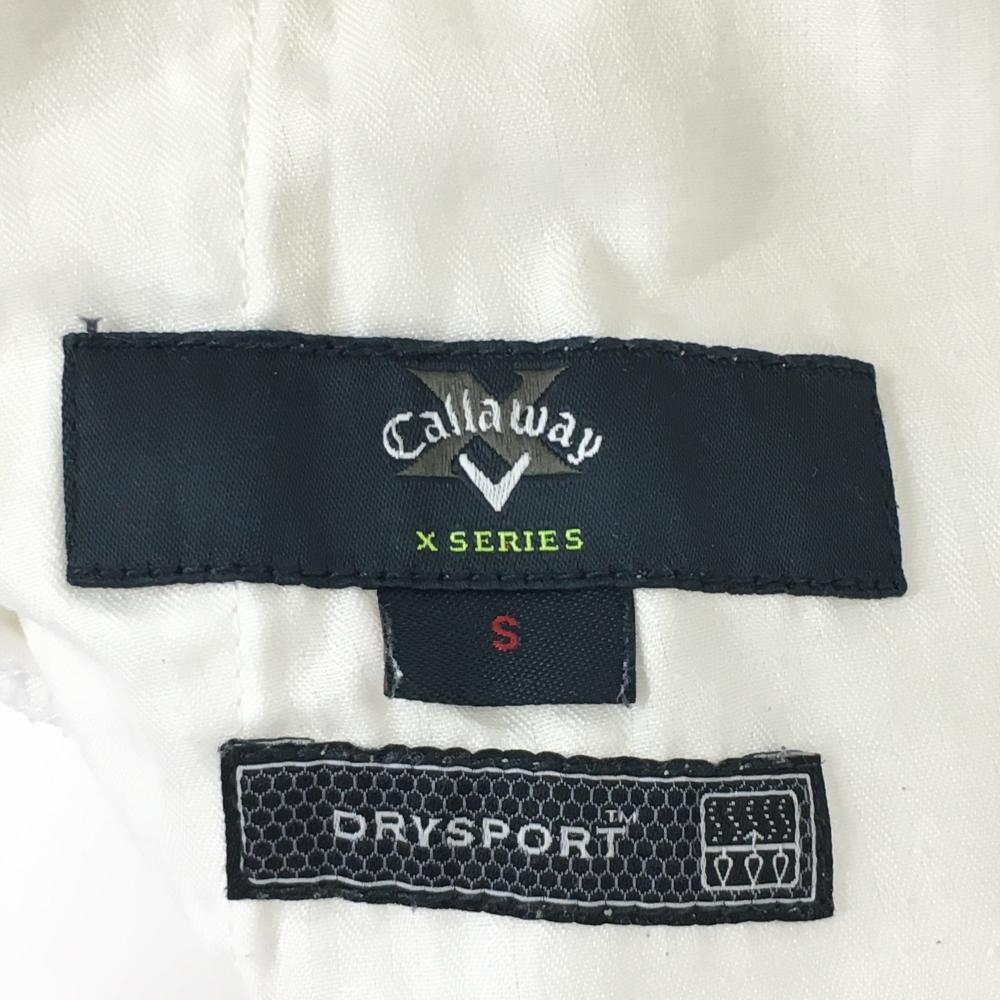 Callaway
X SERIES
S
DRYSPORT™